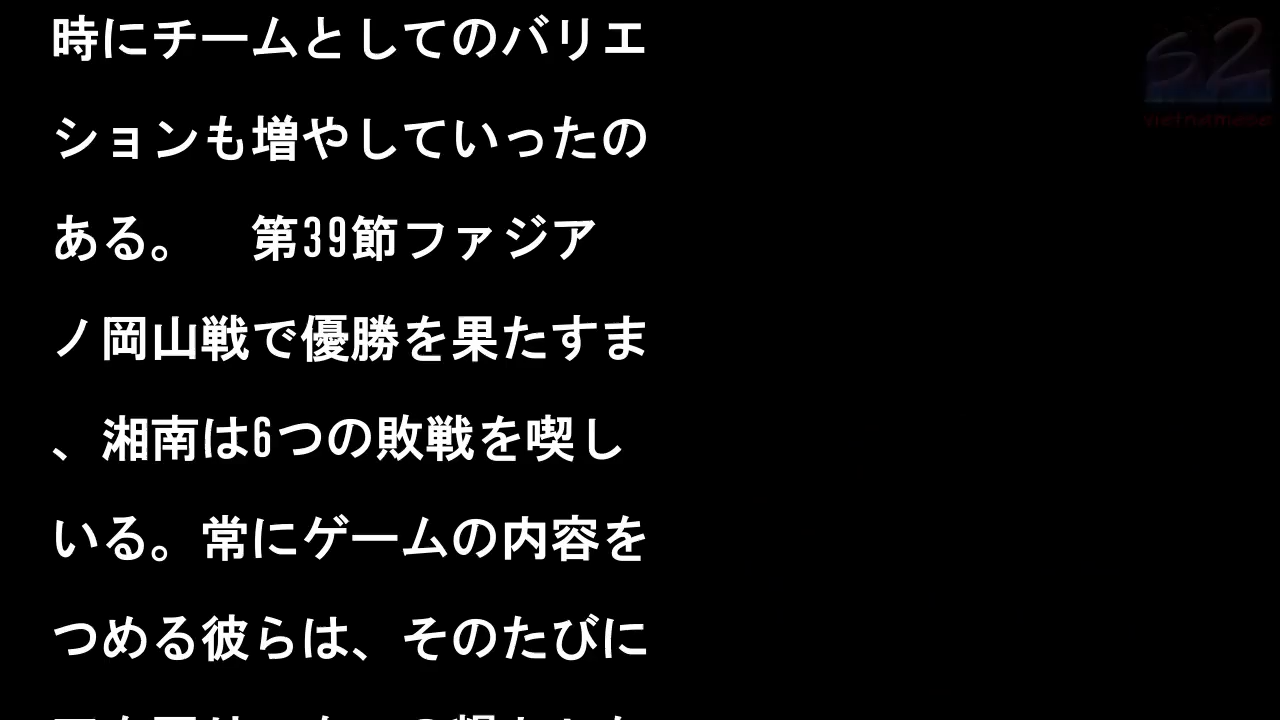 時にチームとしてのバリエ
ションも増やしていったの
ある。　第39節ファジア
ノ岡山戦で優勝を果たすま
、湘南は6つの敗戦を喫し
いる。常にゲームの内容を
つめる彼らは、そのたびに
62
vietnamese